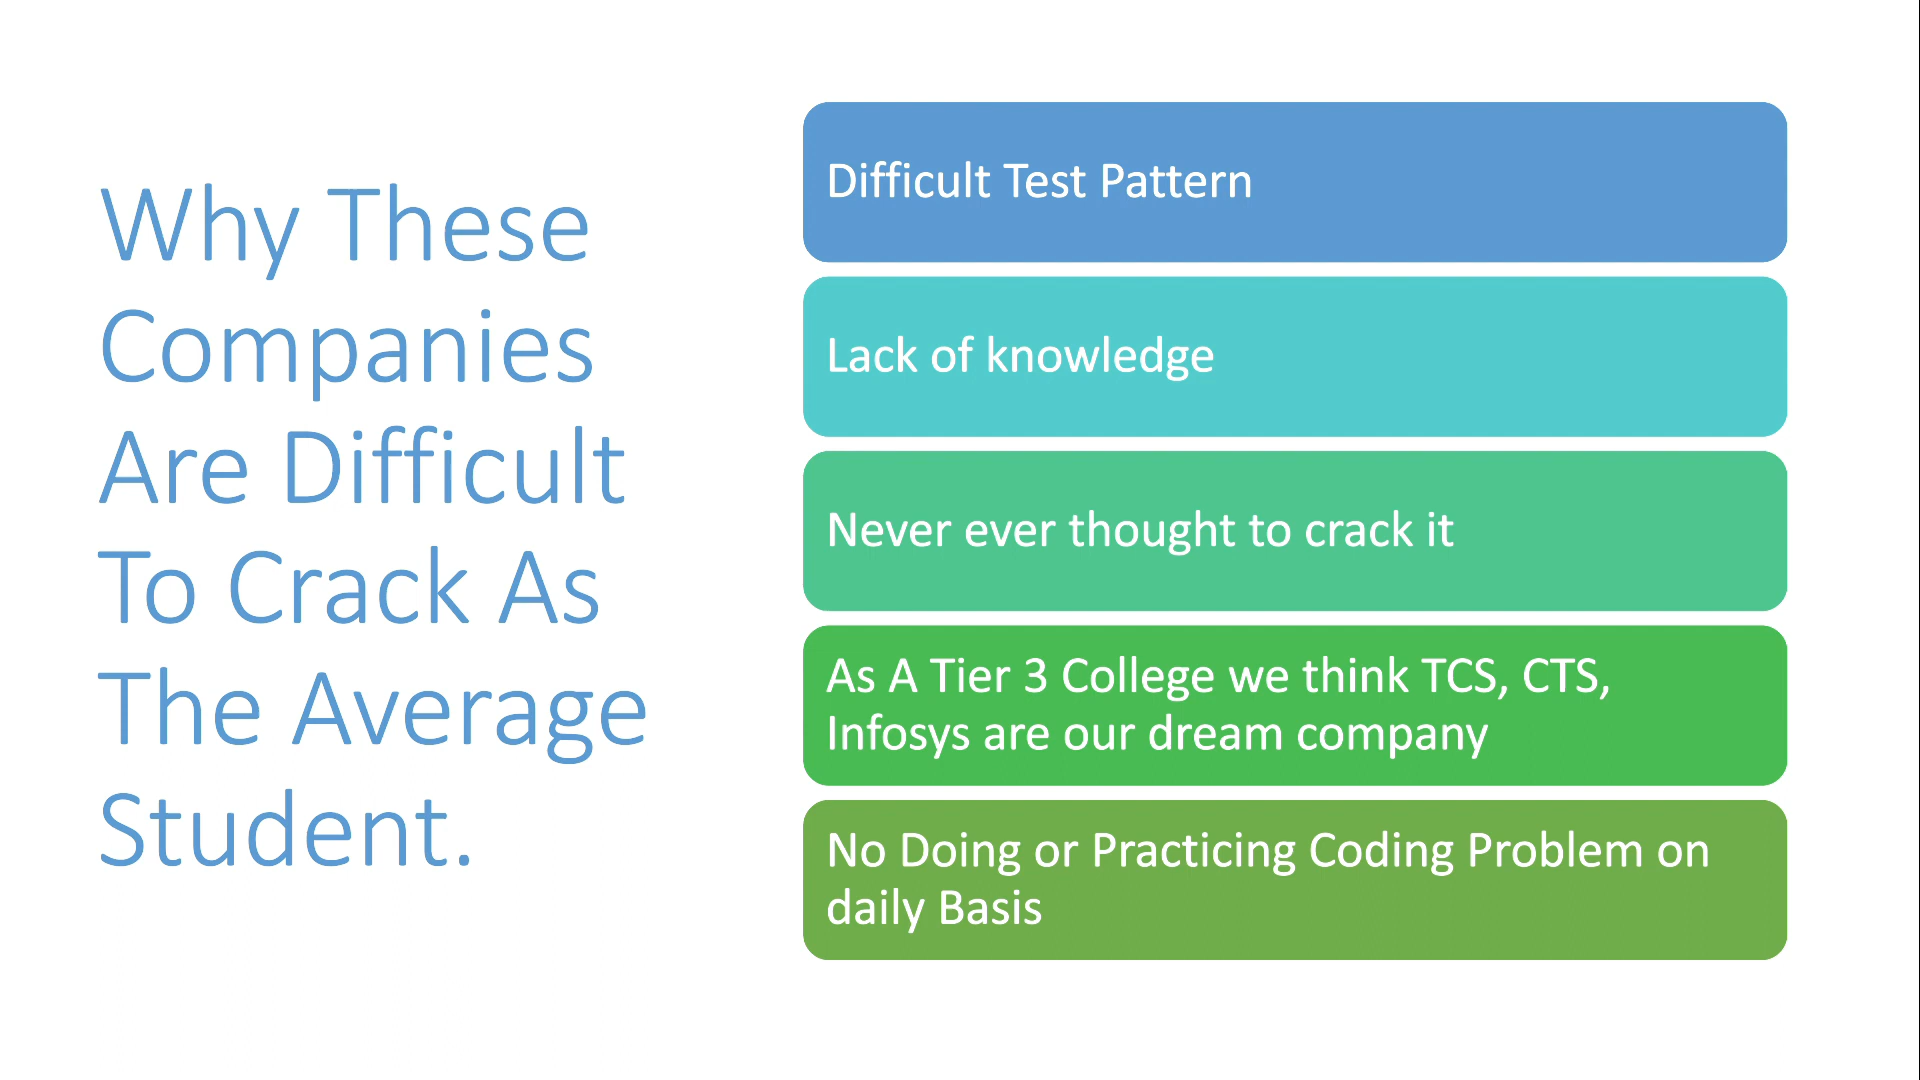 Why These
Companies
Are Difficult
To Crack As
The Average
Student.
Difficult Test Pattern
Lack of knowledge
Never ever thought to crack it
As A Tier 3 College we think TCS, CTS,
Infosys are our dream company
No Doing or Practicing Coding Problem on
daily Basis